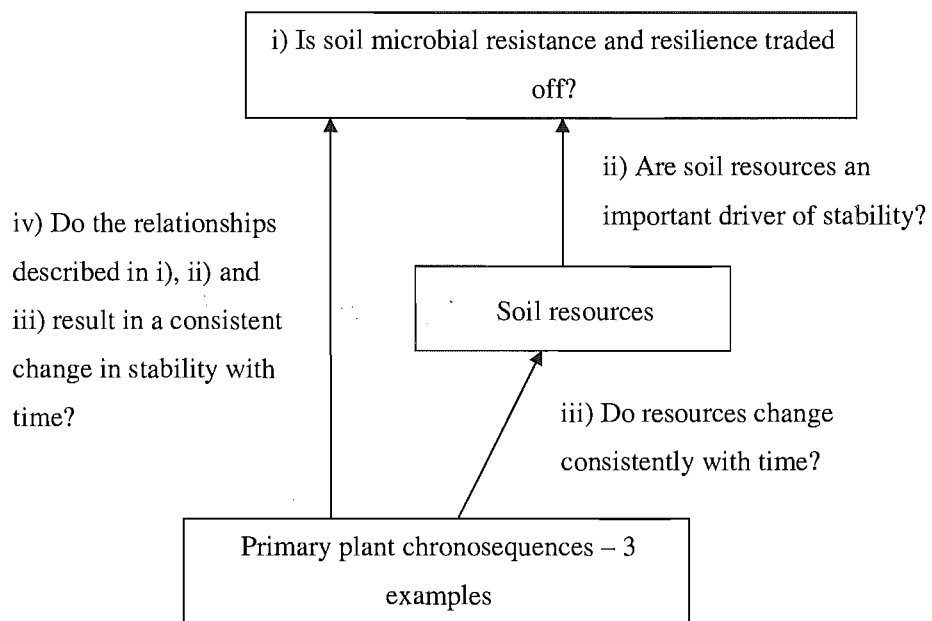 i) Is soil microbial resistance and resilience traded
off?
ii) Are soil resources an
important driver of stability?
iv) Do the relationships
described in i), ii) and
iii) result in a consistent
change in stability with
time?
Soil resources
iii) Do resources change
consistently with time?
Primary plant chronosequences – 3
examples